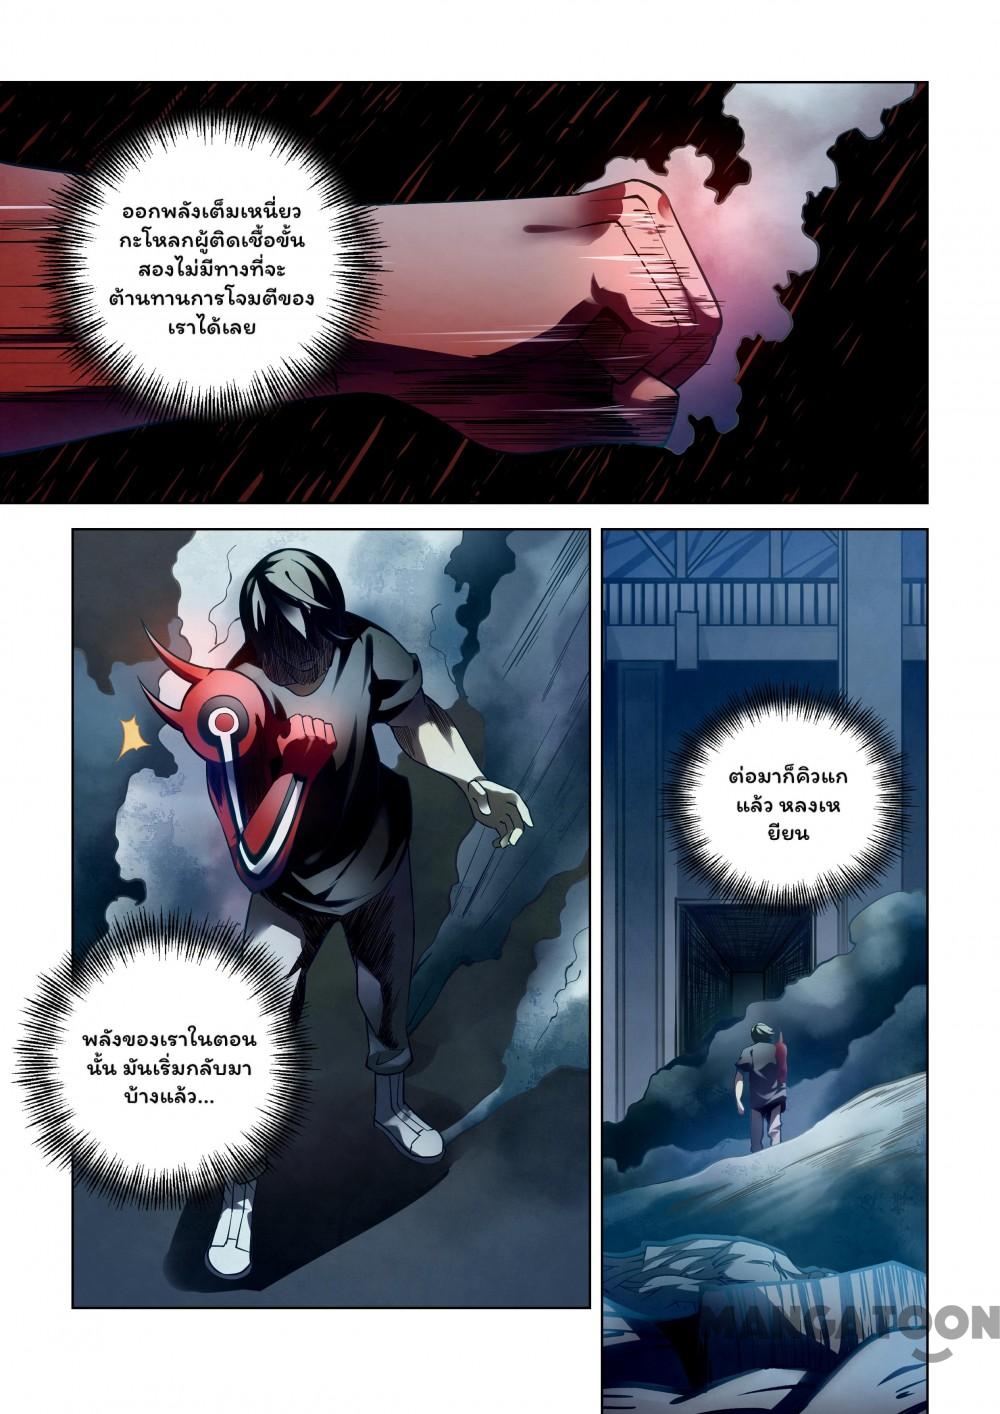 ออกพลังเต็มเหนี่ยว
กะโหลกผู้ติดเชื้อขั้น
สองไม่มีทางที่จะ
ต้านทานการโจมตีของ
เราได้เลย
พลังของเราในตอน
นั้น มันเริ่มกลับมา
บ้างแล้ว...
ต่อมาก็คิวแก
แล้ว หลงเห
ยียน
MANGA TOON